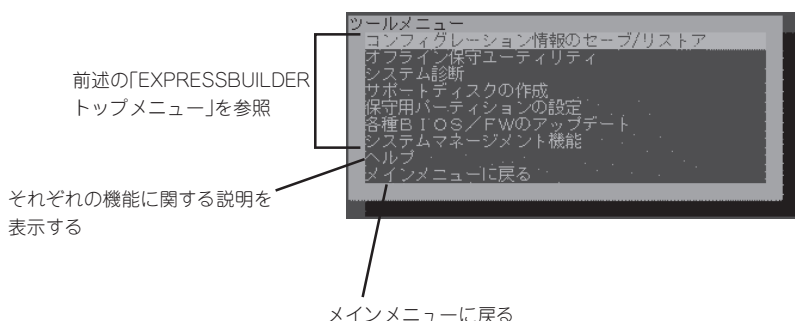 ツールメニュー
コンフィグレーション情報のセーブ/リストア
オフライン保守ユーティリティ
システム診断
サポートディスクの作成
保守用パーティションの設定
各種BIOS/FWのアップデート
システムマネージメント機能
ヘルプ
メインメニューに戻る
前述の「EXPRESSBUILDER
トップメニュー」を参照
それぞれの機能に関する説明を
表示する
メインメニューに戻る